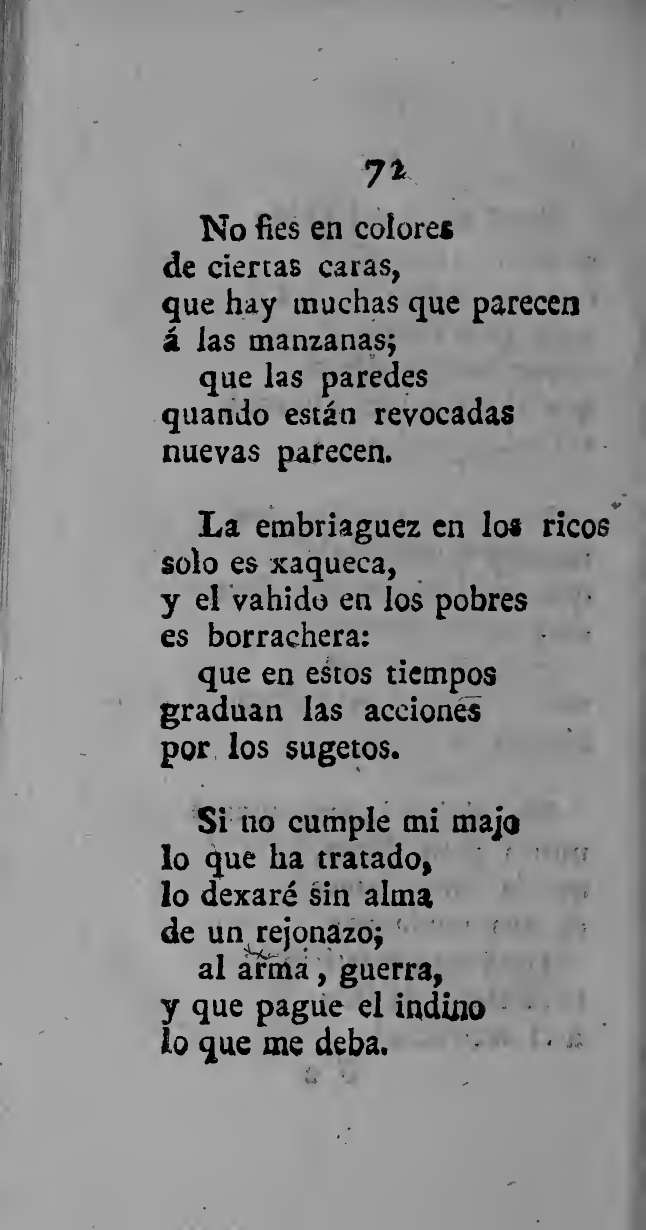 72
No fies en colores
de ciertas caras,
que hay muchas que parecen
á las manzanas;
que las paredes
quando están revocadas
nuevas parecen.
La embriaguez en los ricos
solo es xaqueca,
y el vahido en los pobres
es borrachera:
que en estos tiempos
graduan las acciones
por los sugetos.
Si no cumple mi majo
lo que ha tratado,
lo dexaré sin alma
de un rejonazo;
al arma, guerra,
y que pague el indino
lo que me deba.